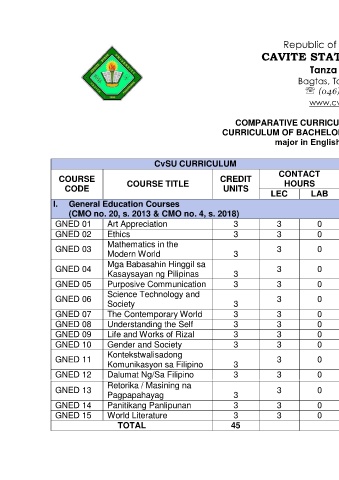 Republic of
CAVITE STAT
Tanza
Bagtas, Ta
☏ (046)
www.cv
COMPARATIVE CURRICU
CURRICULUM OF BACHELO
major in English
CvSU CURRICULUM
COURSE CODE COURSE TITLE CREDIT UNITS CONTACT HOURS
LEC LAB
I. General Education Courses
(CMO no. 20, s. 2013 & CMO no. 4, s. 2018)
GNED 01 Art Appreciation 3 3 0
GNED 02 Ethics 3 3 0
GNED 03 Mathematics in the
Modern World 3 3 0
GNED 04 Mga Babasahin Hinggil sa
Kasaysayan ng Pilipinas 3 3 0
GNED 05 Purposive Communication 3 3 0
GNED 06 Science Technology and
Society 3 3 0
GNED 07 The Contemporary World 3 3 0
GNED 08 Understanding the Self 3 3 0
GNED 09 Life and Works of Rizal 3 3 0
GNED 10 Gender and Society 3 3 0
GNED 11 Kontekstwalisadong
Komunikasyon sa Filipino 3 3 0
GNED 12 Dalumat Ng/Sa Filipino 3 3 0
GNED 13 Retorika / Masining na
Pagpapahayag 3 3 0
GNED 14 Panitikang Panlipunan 3 3 0
GNED 15 World Literature 3 3 0
TOTAL 45